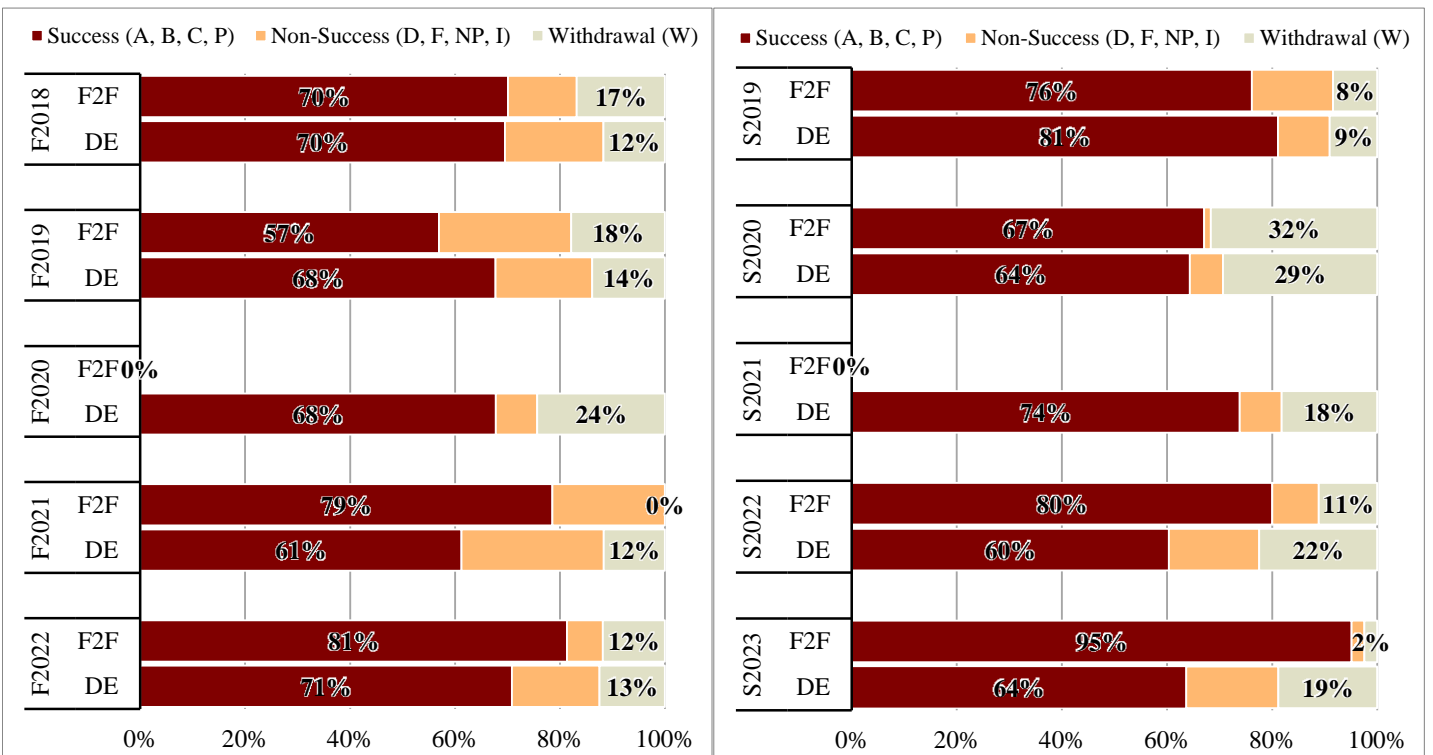 Success (A, B, C, P) Non-Success (D, F, NP, I) Withdrawal (W)
F2018
F2F 70% 17%
DE 70% 12%
F2019
F2F 57% 18%
DE 68% 14%
F2020
F2F 0%
DE 68% 24%
F2021
F2F 79% 0%
DE 61% 12%
F2022
F2F 81% 12%
DE 71% 13%
0% 20% 40% 60% 80% 100%
Success (A, B, C, P) Non-Success (D, F, NP, I) Withdrawal (W)
S2019
F2F 76% 8%
DE 81% 9%
S2020
F2F 67% 32%
DE 64% 29%
S2021
F2F 0%
DE 74% 18%
S2022
F2F 80% 11%
DE 60% 22%
S2023
F2F 95% 2%
DE 64% 19%
0% 20% 40% 60% 80% 100%